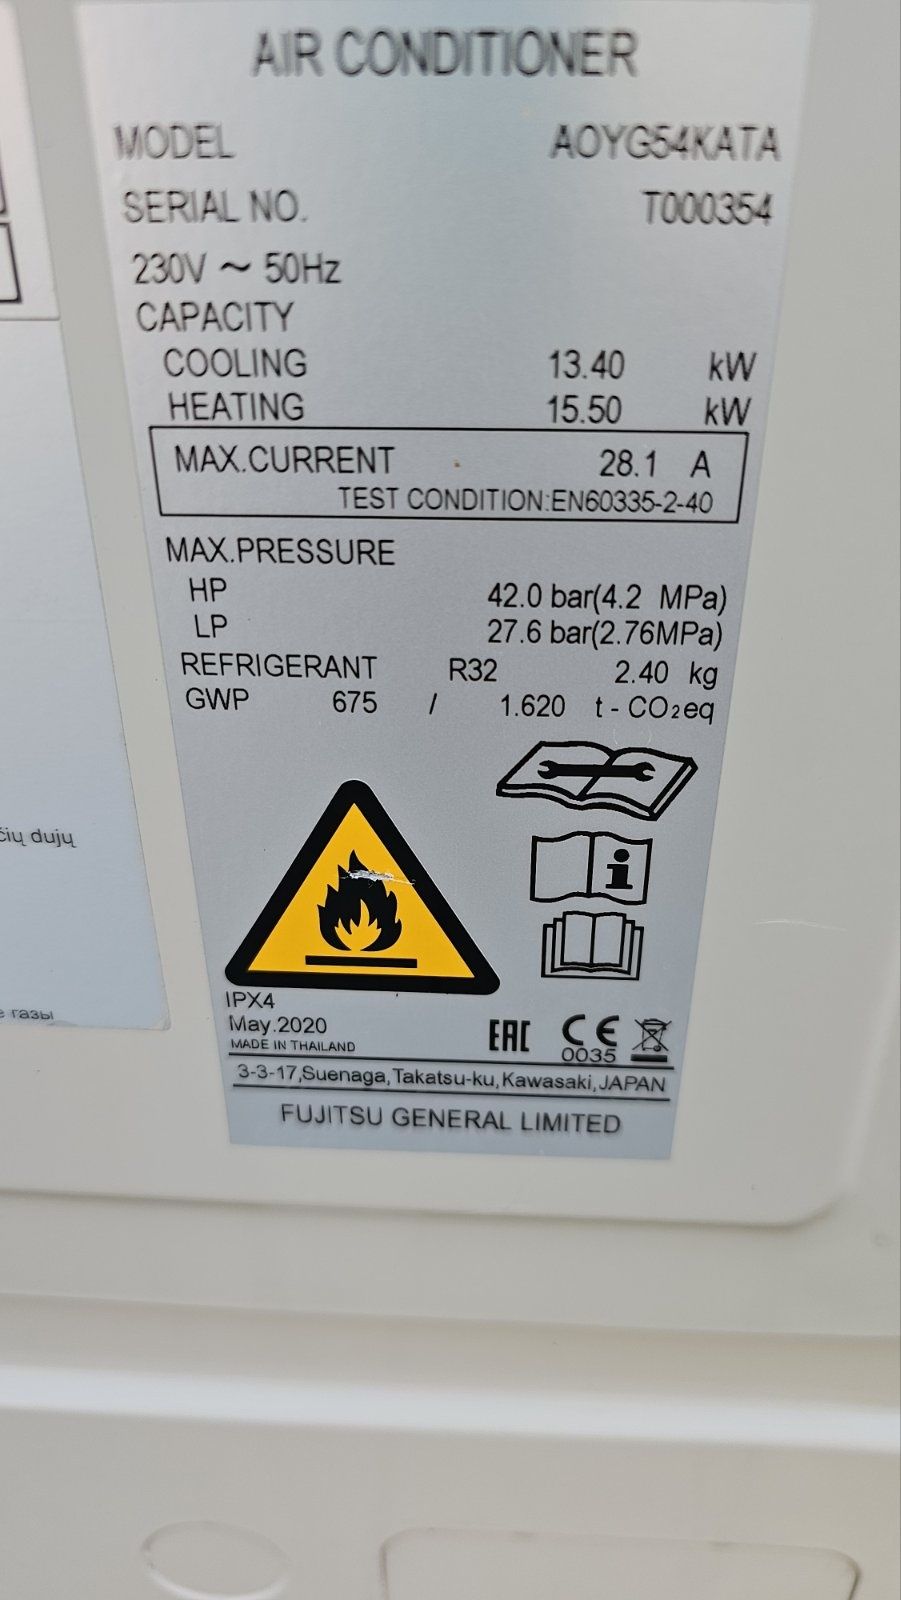 AIR CONDITIONER
MODEL AOYG54KATA
SERIAL NO. T000354
230V ~ 50Hz
CAPACITY
COOLING 13.40 kW
HEATING 15.50 kW
MAX.CURRENT 28.1 A
TEST CONDITION:EN60335-2-40
MAX.PRESSURE
HP 42.0 bar(4.2 MPa)
LP 27.6 bar(2.76MPa)
REFRIGERANT R32 2.40 kg
GWP 675 / 1.620 t - CO₂eq
dujų
газы
IPX4
May.2020
MADE IN THAILAND
EAC CE
0035
3-3-17,Suenaga,Takatsu-ku,Kawasaki,JAPAN
FUJITSU GENERAL LIMITED